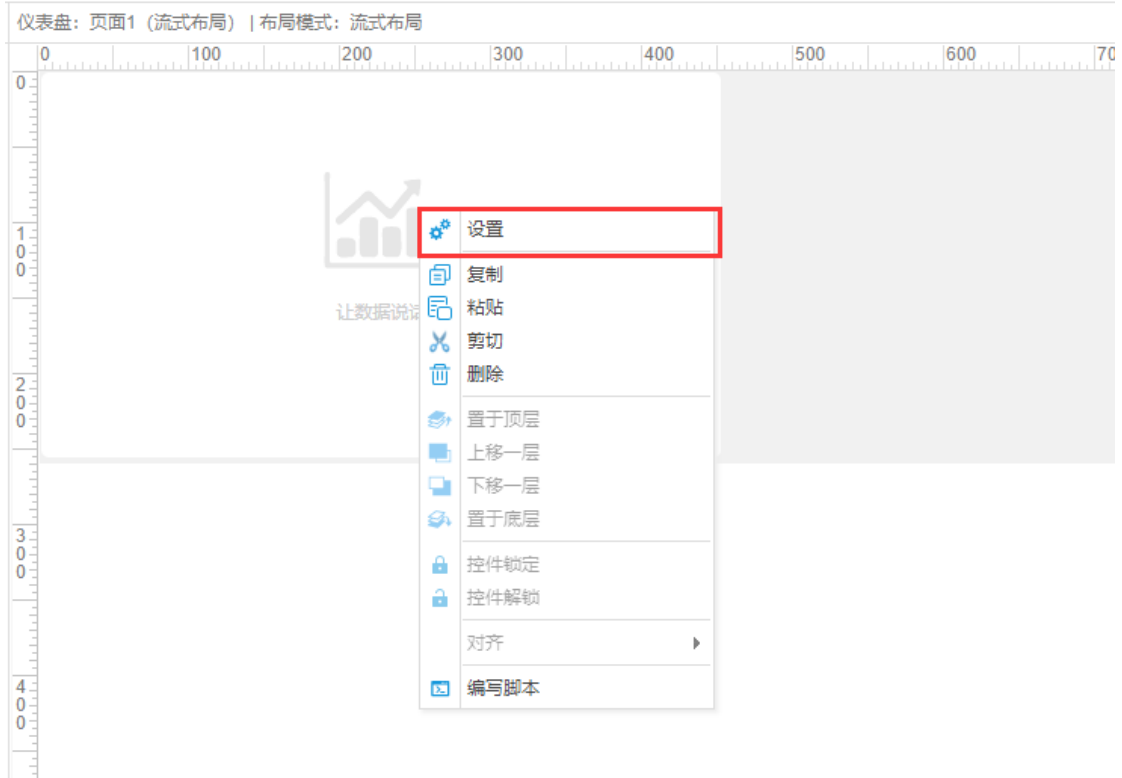 仪表盘：页面1（流式布局） | 布局模式：流式布局
0 100 200 300 400 500 600 70
0
100
200
300
400
让数据说
设置
复制
粘贴
剪切
删除
置于顶层
上移一层
下移一层
置于底层
控件锁定
控件解锁
对齐
编写脚本